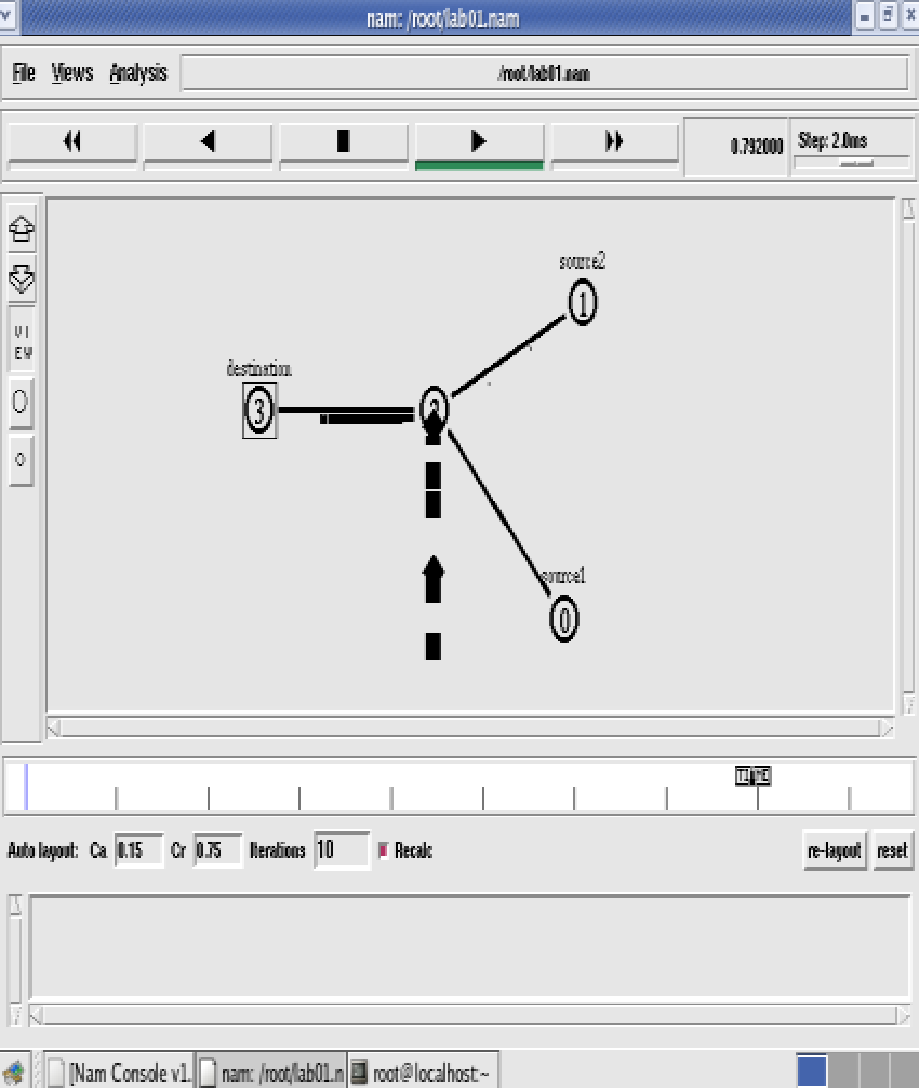 nam: /root/lab01.nam
File Views Analysis /root/lab01.nam
0.792000 Step: 2.0ms
VI
EW
source2
1
destination
3
2
source1
0
TIME
Auto layout: Ca 0.15 Cr 0.75 Iterations 10 Recalc re-layout reset
[Nam Console v1. nam: /root/lab01.n root@localhost:~